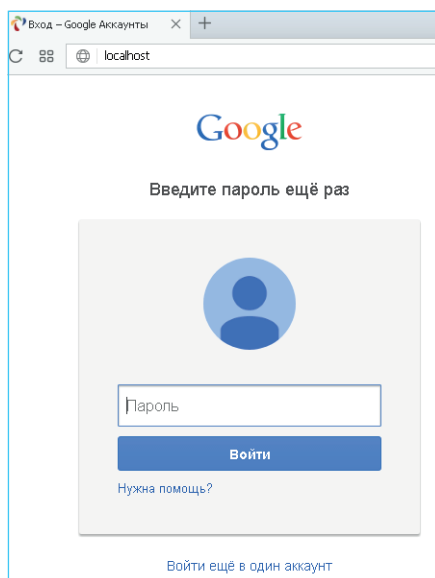 Вход – Google Аккаунты
localhost
Google
Введите пароль ещё раз
Пароль
Войти
Нужна помощь?
Войти ещё в один аккаунт